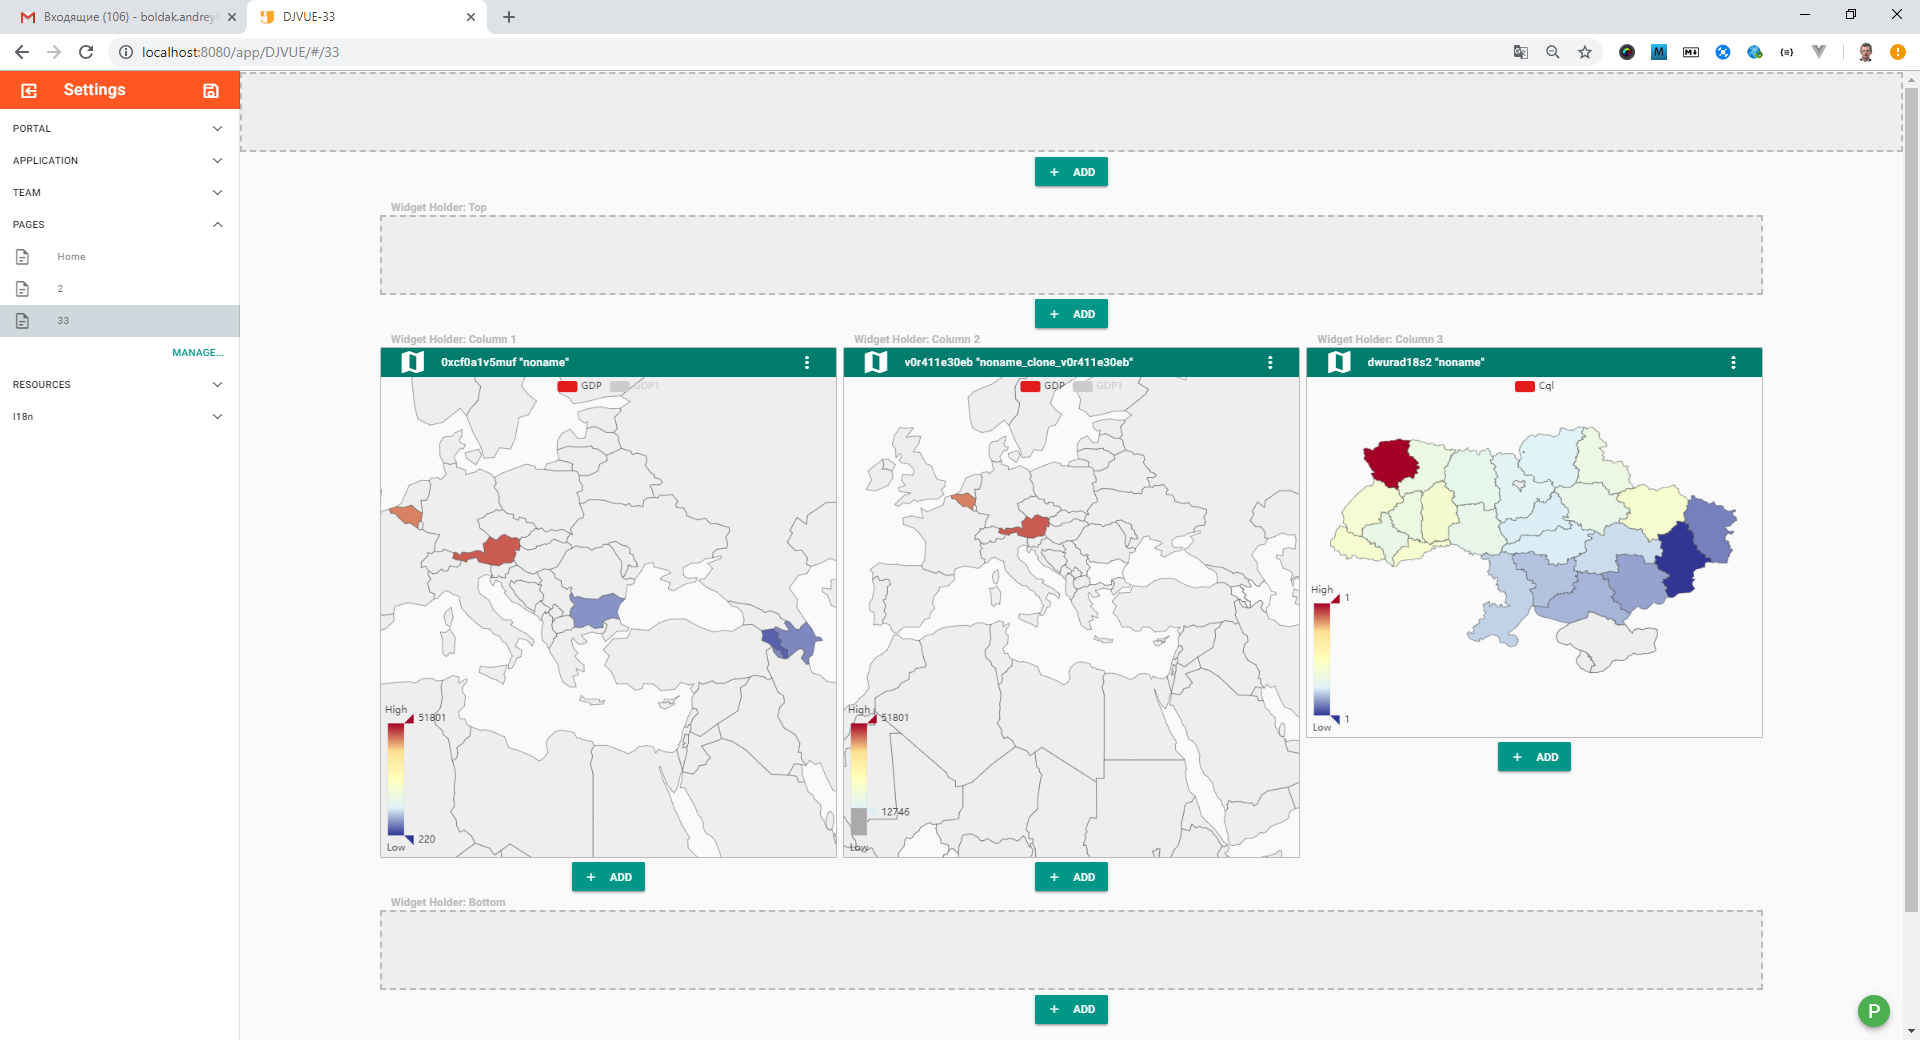 Входящие (106) - boldak.andrey
DJVUE-33
localhost:8080/app/DJVUE/#/33
Settings
PORTAL
APPLICATION
TEAM
PAGES
Home
2
33
MANAGE...
RESOURCES
I18n
+ ADD
Widget Holder: Top
+ ADD
Widget Holder: Column 1
0xcf0a1v5muf "noname"
GDP GDP1
High
51801
220
Low
+ ADD
Widget Holder: Column 2
v0r411e30eb "noname_clone_v0r411e30eb"
GDP GDP1
High
51801
12746
Low
+ ADD
Widget Holder: Column 3
dwurad18s2 "noname"
Cql
High
1
1
Low
+ ADD
Widget Holder: Bottom
+ ADD
P